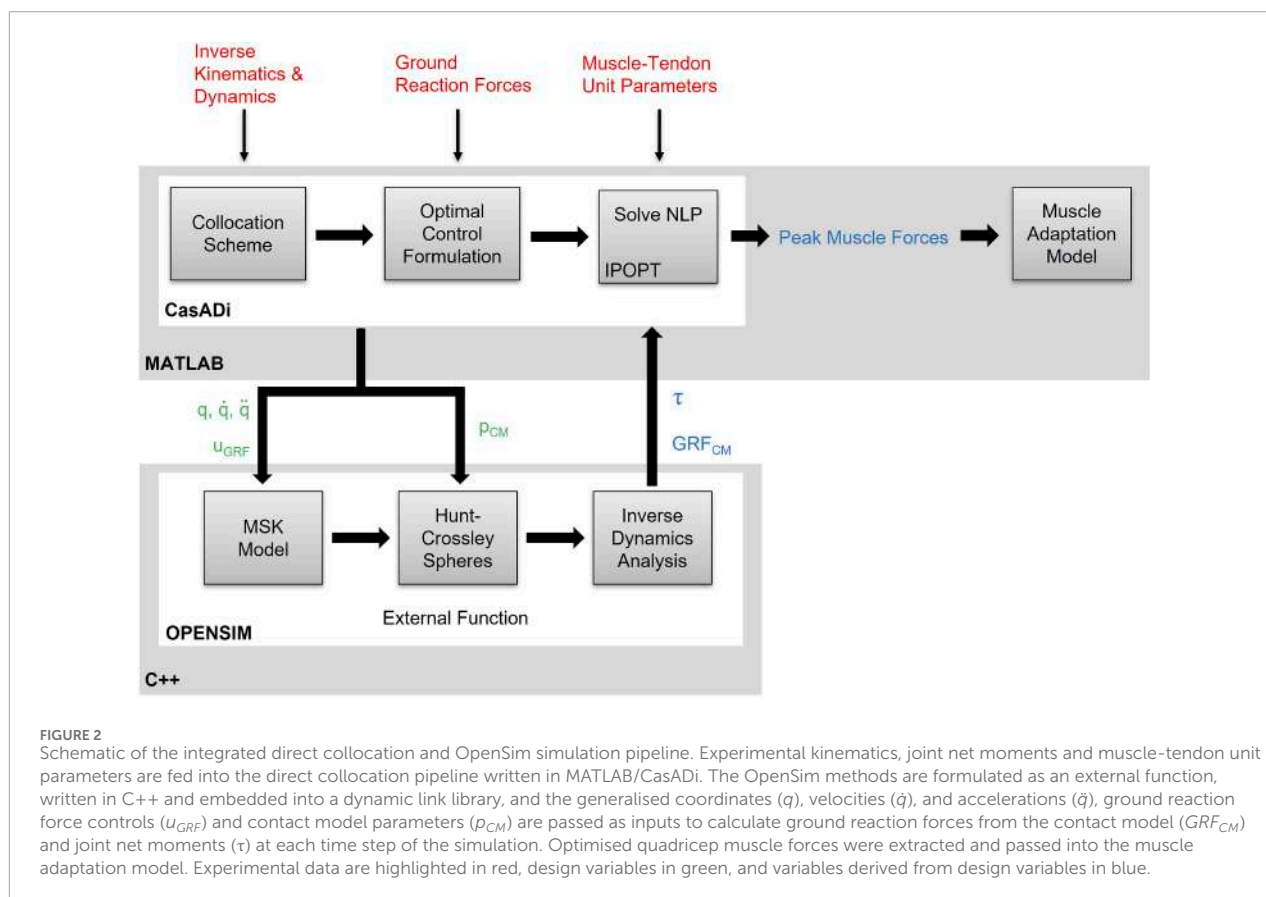 Inverse
Kinematics &
Dynamics
Ground
Reaction Forces
Muscle-Tendon
Unit Parameters
Collocation
Scheme
Optimal
Control
Formulation
Solve NLP
IPOPT
Peak Muscle Forces
Muscle
Adaptation
Model
CasADi
MATLAB
q, q̇, q̈
u_GRF
p_CM
τ
GRF_CM
MSK
Model
Hunt-
Crossley
Spheres
Inverse
Dynamics
Analysis
External Function
OPENSIM
C++
FIGURE 2
Schematic of the integrated direct collocation and OpenSim simulation pipeline. Experimental kinematics, joint net moments and muscle-tendon unit
parameters are fed into the direct collocation pipeline written in MATLAB/CasADi. The OpenSim methods are formulated as an external function,
written in C++ and embedded into a dynamic link library, and the generalised coordinates (q), velocities (q̇), and accelerations (q̈), ground reaction
force controls (u_GRF) and contact model parameters (p_CM) are passed as inputs to calculate ground reaction forces from the contact model (GRF_CM)
and joint net moments (τ) at each time step of the simulation. Optimised quadricep muscle forces were extracted and passed into the muscle
adaptation model. Experimental data are highlighted in red, design variables in green, and variables derived from design variables in blue.